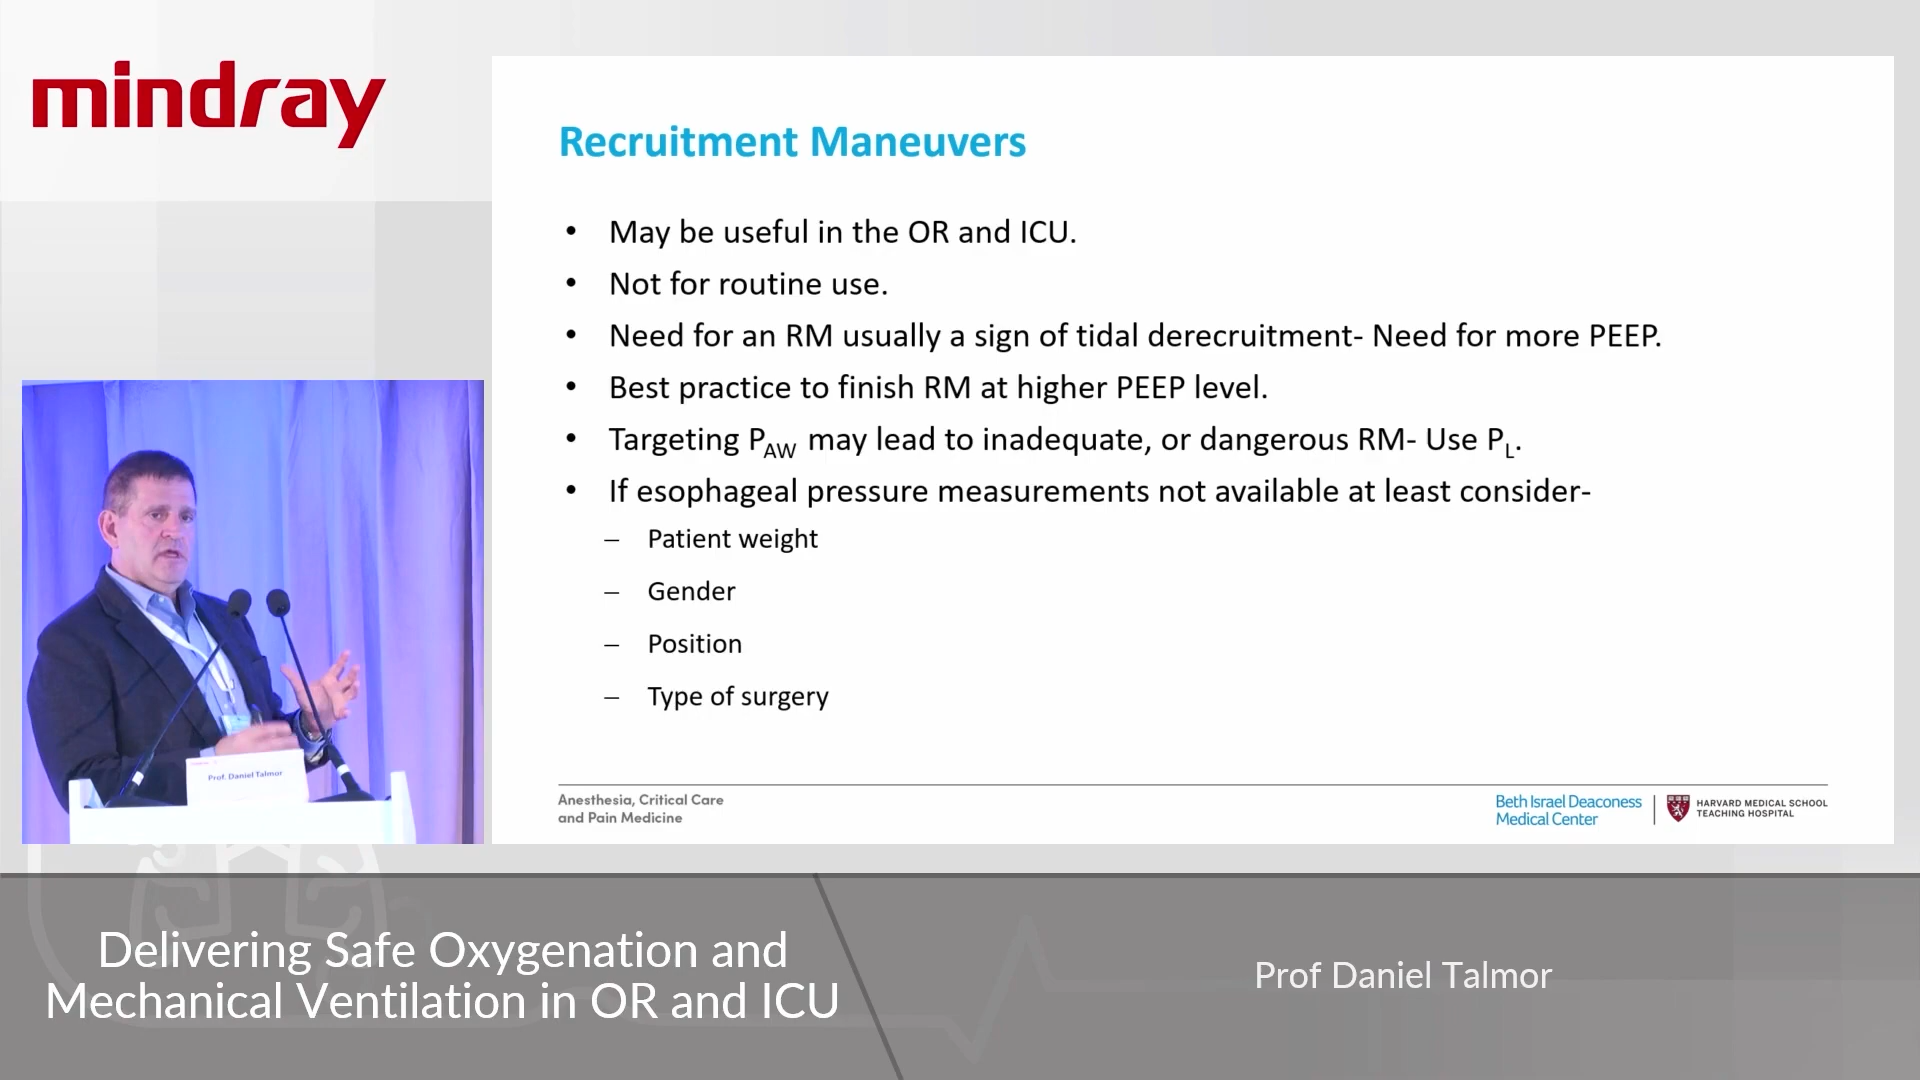 mindray
Recruitment Maneuvers
• May be useful in the OR and ICU.
• Not for routine use.
• Need for an RM usually a sign of tidal derecruitment- Need for more PEEP.
• Best practice to finish RM at higher PEEP level.
• Targeting PAW may lead to inadequate, or dangerous RM- Use PL.
• If esophageal pressure measurements not available at least consider-
– Patient weight
– Gender
– Position
– Type of surgery
Prof. Daniel Talmor
Anesthesia, Critical Care
and Pain Medicine
Beth Israel Deaconess
Medical Center
HARVARD MEDICAL SCHOOL
TEACHING HOSPITAL
Delivering Safe Oxygenation and
Mechanical Ventilation in OR and ICU
Prof Daniel Talmor